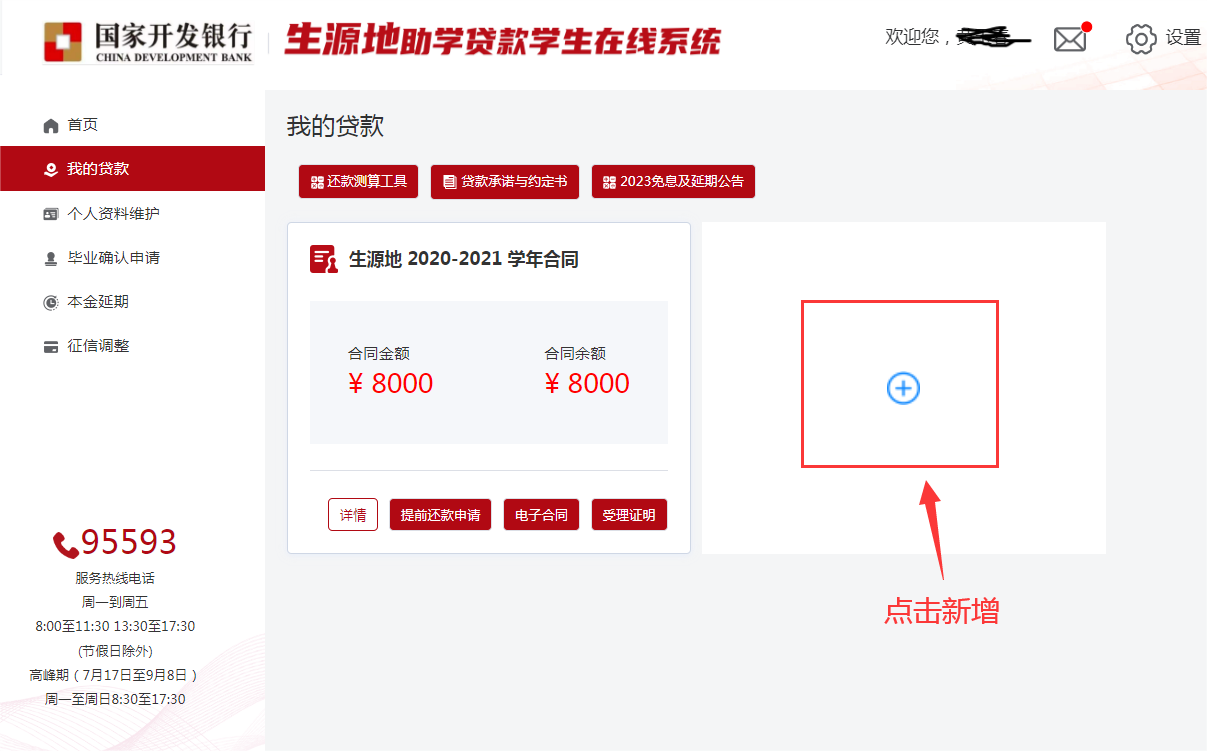 国家开发银行
CHINA DEVELOPMENT BANK
生源地助学贷款学生在线系统
欢迎您，
设置
首页
我的贷款
个人资料维护
毕业确认申请
本金延期
征信调整
95593
服务热线电话
周一到周五
8:00至11:30 13:30至17:30
(节假日除外)
高峰期（7月17日至9月8日）
周一至周日8:30至17:30
我的贷款
还款测算工具
贷款承诺与约定书
2023免息及延期公告
生源地 2020-2021 学年合同
合同金额
合同余额
¥ 8000
¥ 8000
详情
提前还款申请
电子合同
受理证明
点击新增